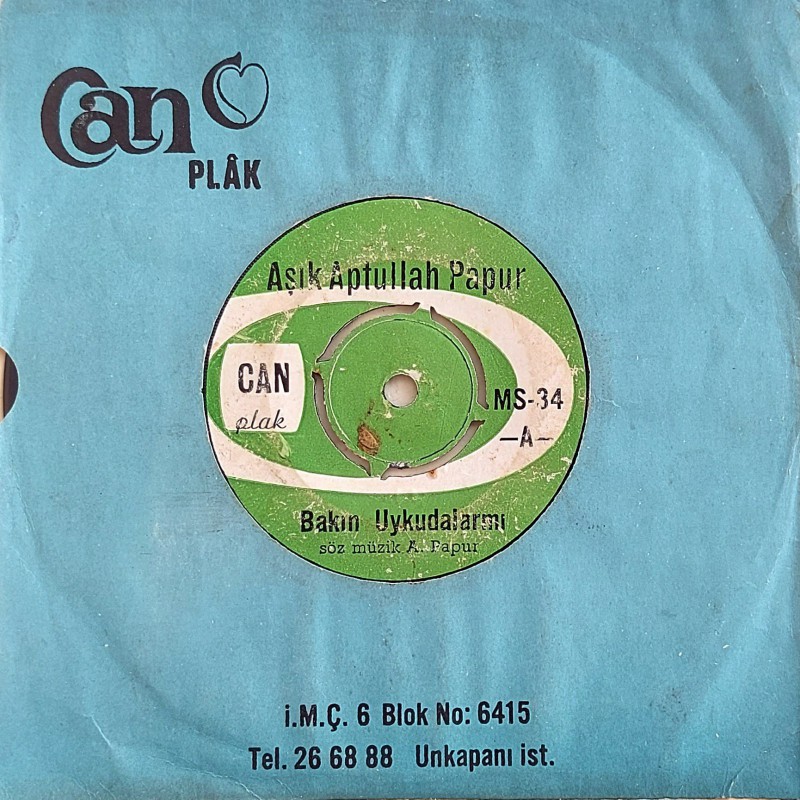 Can
PLÂK
Aşık Aptullah Papur
CAN
plak
MS-34
—A—
Bakın Uykudalarmı
söz müzik A. Papur
i.M.Ç. 6 Blok No: 6415
Tel. 26 68 88 Unkapanı ist.